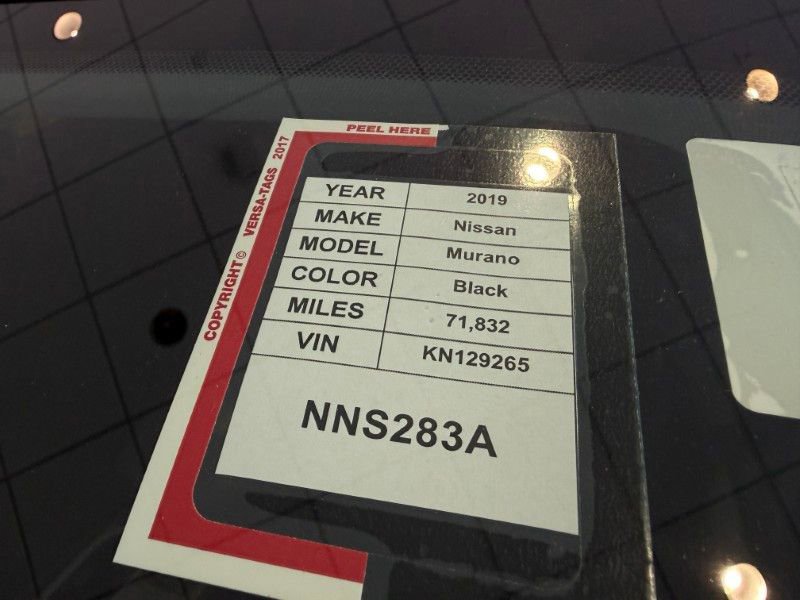 PEEL HERE
COPYRIGHT© VERSA-TAGS 2017
YEAR 2019
MAKE Nissan
MODEL Murano
COLOR Black
MILES 71,832
VIN KN129265
NNS283A